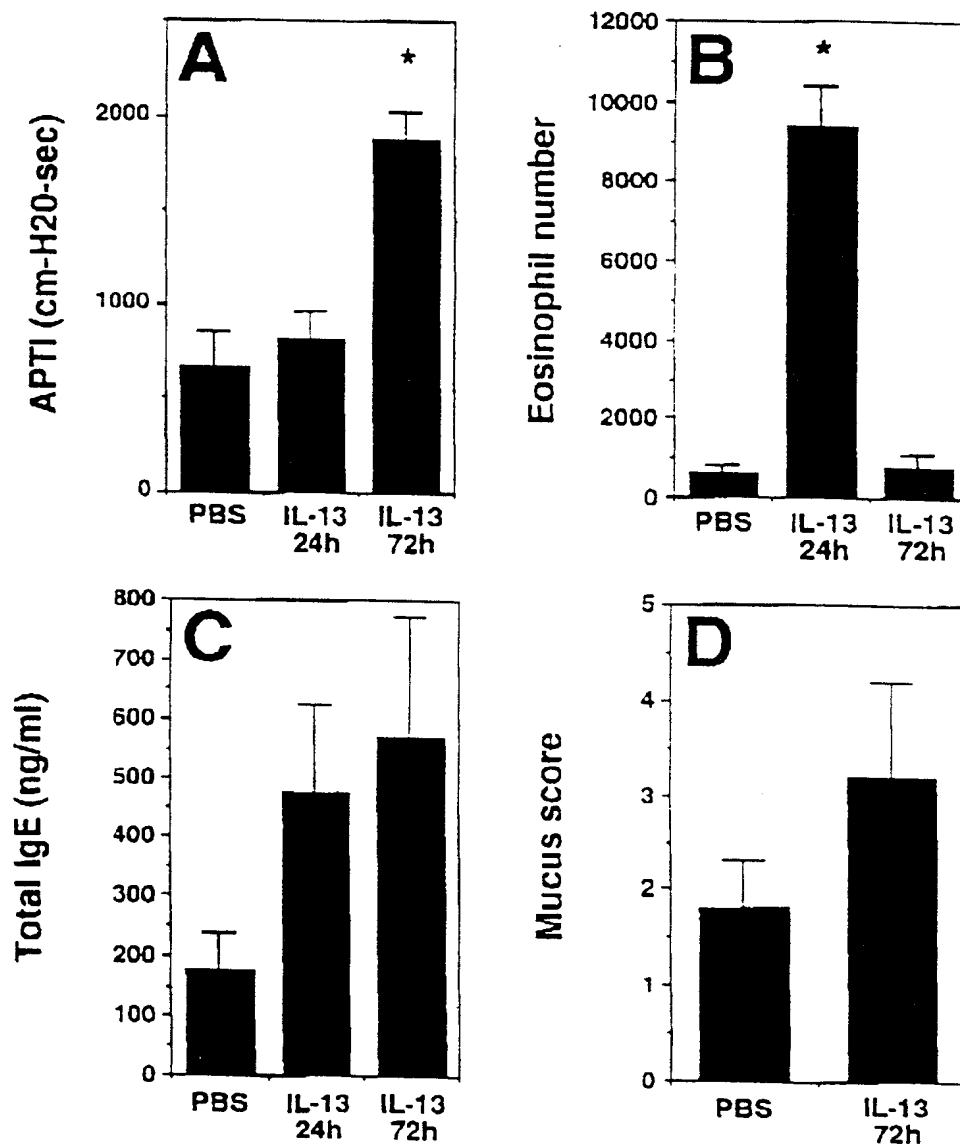 A
APTI (cm-H20-sec)
2000
1000
0
*
PBS
IL-13
24h
IL-13
72h
B
Eosinophil number
12000
10000
8000
6000
4000
2000
0
*
PBS
IL-13
24h
IL-13
72h
C
Total IgE (ng/ml)
800
700
600
500
400
300
200
100
0
PBS
IL-13
24h
IL-13
72h
D
Mucus score
5
4
3
2
1
0
PBS
IL-13
72h